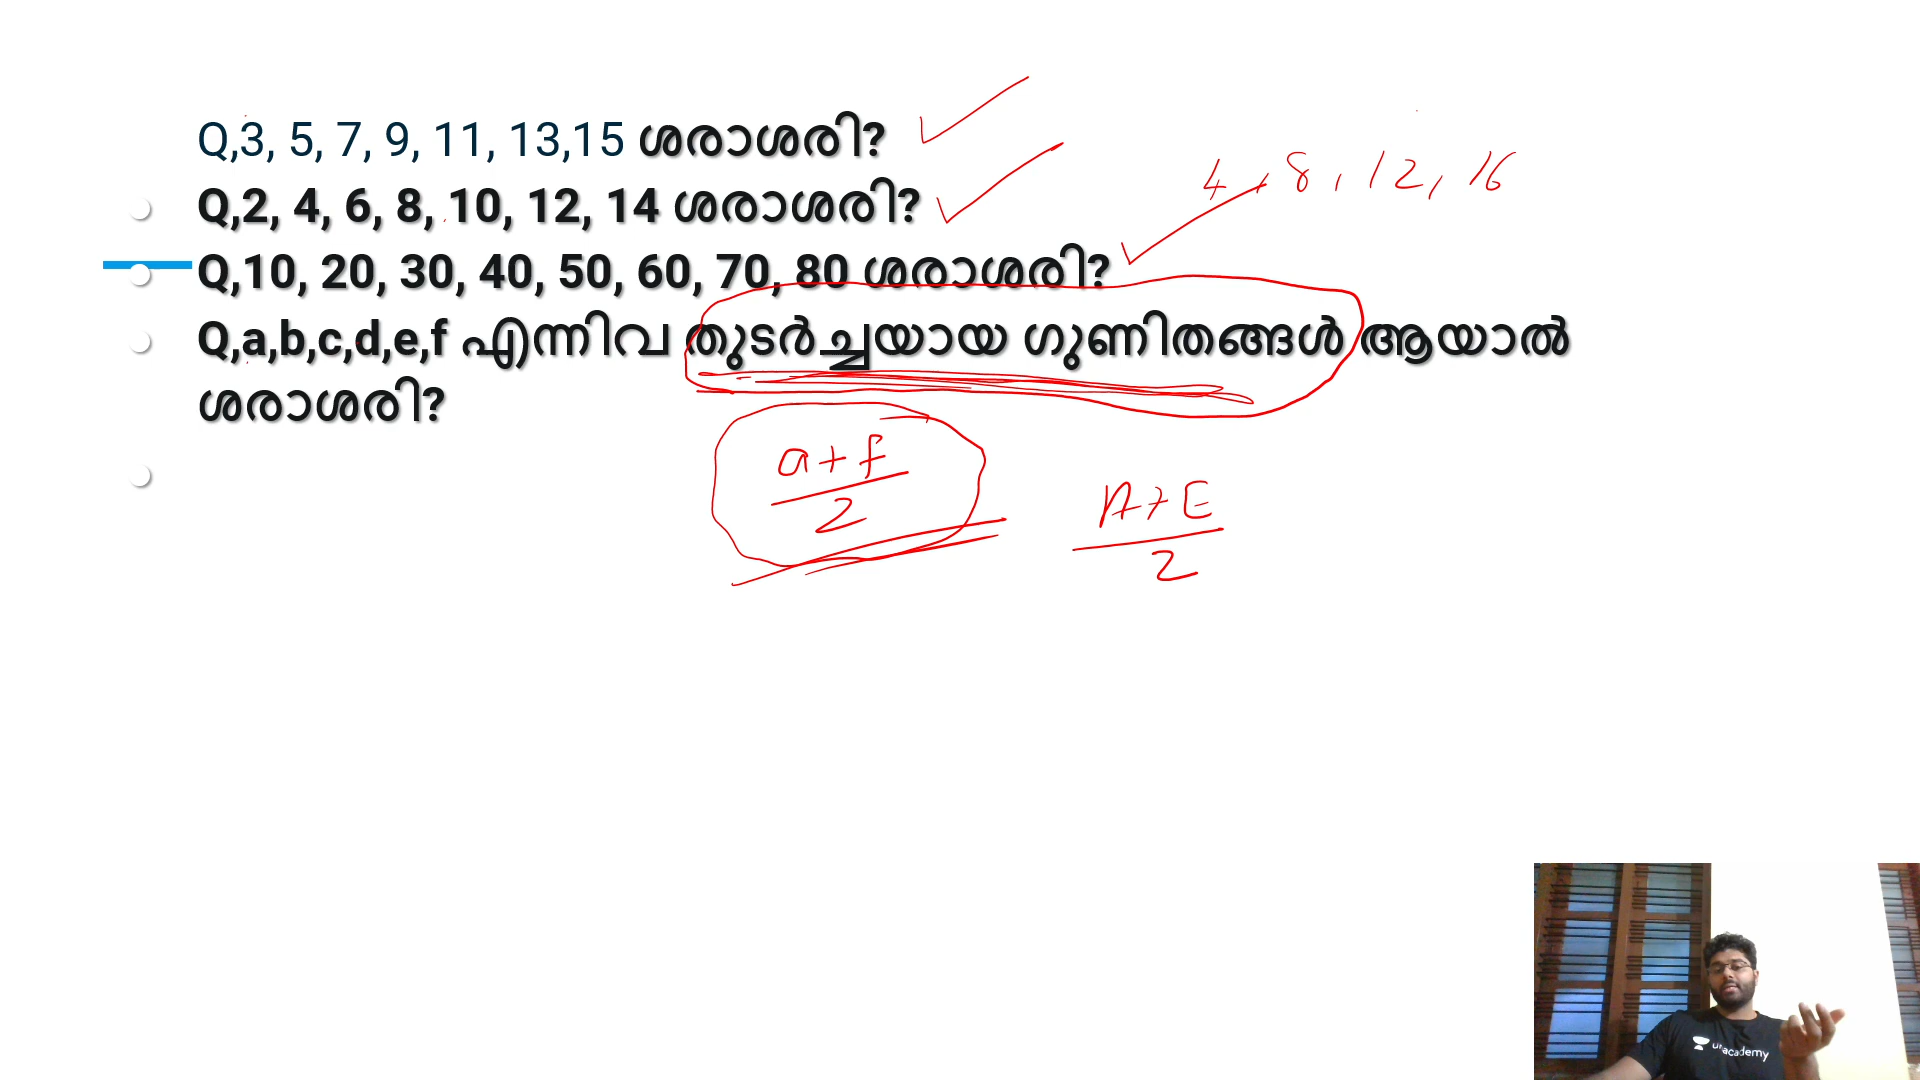 Q,3, 5, 7, 9, 11, 13,15 ശരാശരി?
4, 8, 12, 16
Q,2, 4, 6, 8, 10, 12, 14 ശരാശരി?
Q,10, 20, 30, 40, 50, 60, 70, 80 ശരാശരി?
Q,a,b,c,d,e,f എന്നിവ തുടർച്ചയായ ഗുണിതങ്ങൾ ആയാൽ
ശരാശരി?
a+f
2
A+E
2
unacademy